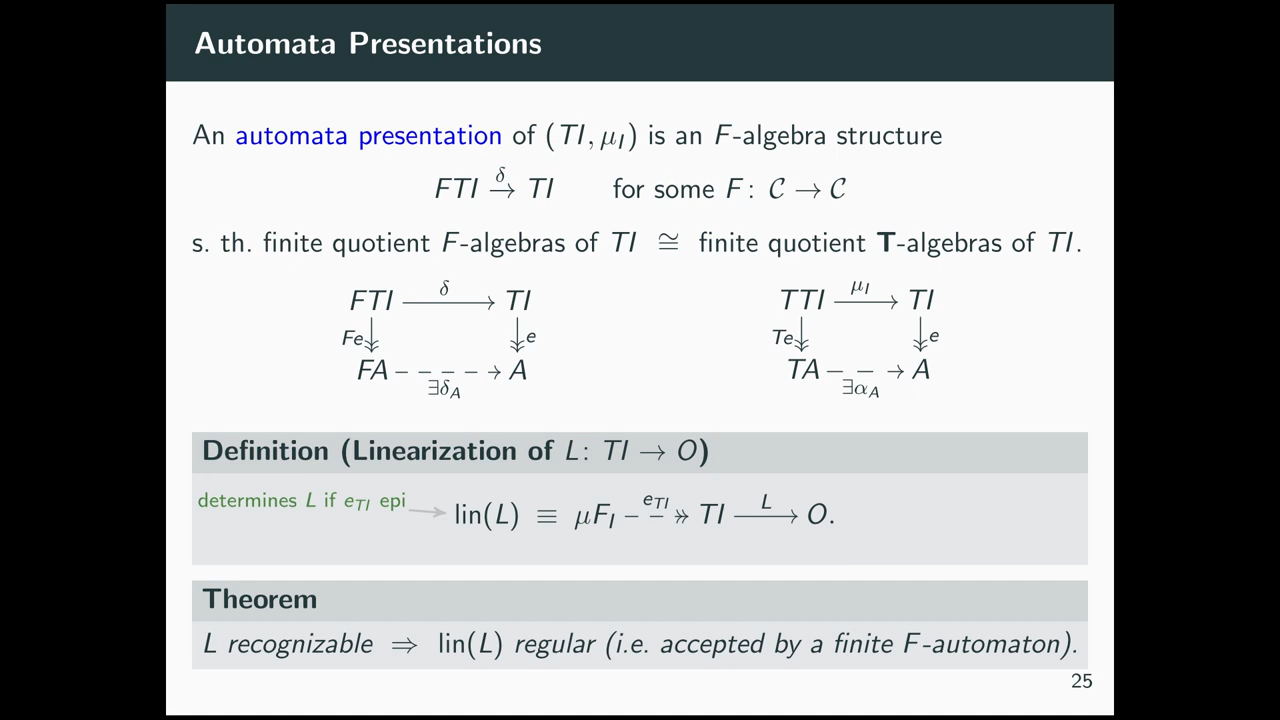 Automata Presentations
An automata presentation of (TI, μ_I) is an F-algebra structure
FTI →^δ TI for some F: 𝒞 → 𝒞
s. th. finite quotient F-algebras of TI ≅ finite quotient T-algebras of TI.
FTI δ TI TTI μ_I TI
Fe e Te e
FA ∃δ_A A TA ∃α_A A
Definition (Linearization of L: TI → O)
determines L if e_TI epi
lin(L) ≡ μF_I e_TI ↠ TI L → O.
Theorem
L recognizable ⇒ lin(L) regular (i.e. accepted by a finite F-automaton).
25